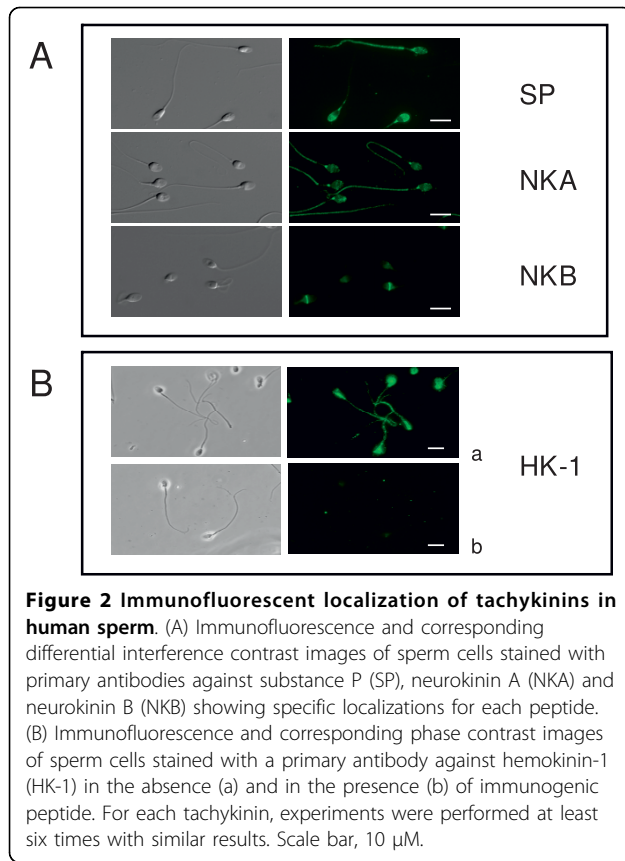 A
SP
NKA
NKB
B
a
HK-1
b
Figure 2 Immunofluorescent localization of tachykinins in
human sperm. (A) Immunofluorescence and corresponding
differential interference contrast images of sperm cells stained with
primary antibodies against substance P (SP), neurokinin A (NKA) and
neurokinin B (NKB) showing specific localizations for each peptide.
(B) Immunofluorescence and corresponding phase contrast images
of sperm cells stained with a primary antibody against hemokinin-1
(HK-1) in the absence (a) and in the presence (b) of immunogenic
peptide. For each tachykinin, experiments were performed at least
six times with similar results. Scale bar, 10 μM.